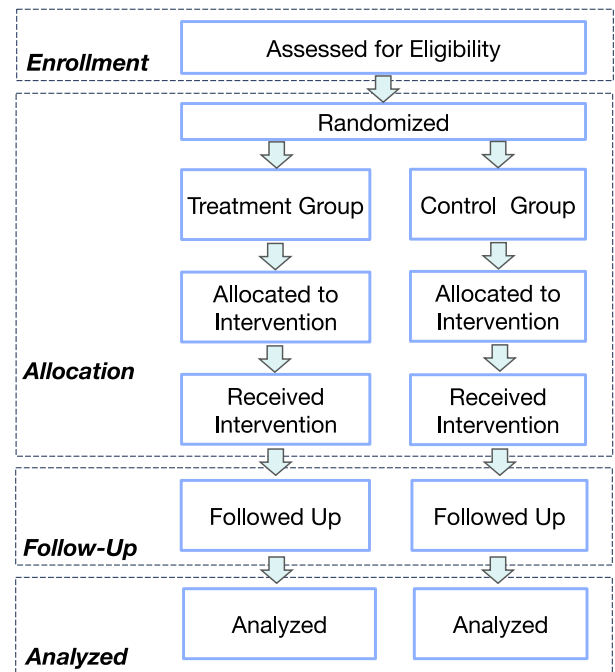 Assessed for Eligibility
Enrollment
Randomized
Treatment Group
Control Group
Allocated to
Intervention
Allocated to
Intervention
Allocation
Received
Intervention
Received
Intervention
Followed Up
Followed Up
Follow-Up
Analyzed
Analyzed
Analyzed